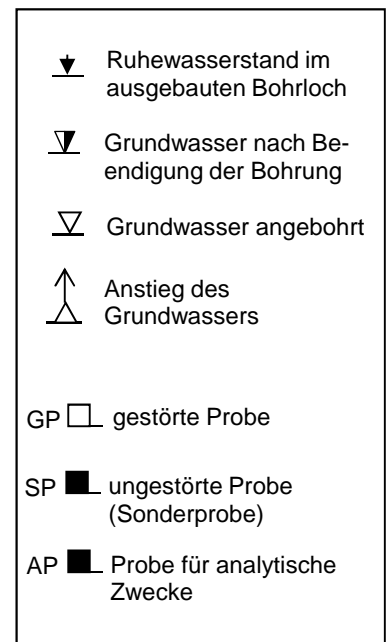 Ruhewasserstand im
ausgebauten Bohrloch
Grundwasser nach Be-
endigung der Bohrung
Grundwasser angebohrt
Anstieg des
Grundwassers
GP gestörte Probe
SP ungestörte Probe
(Sonderprobe)
AP Probe für analytische
Zwecke